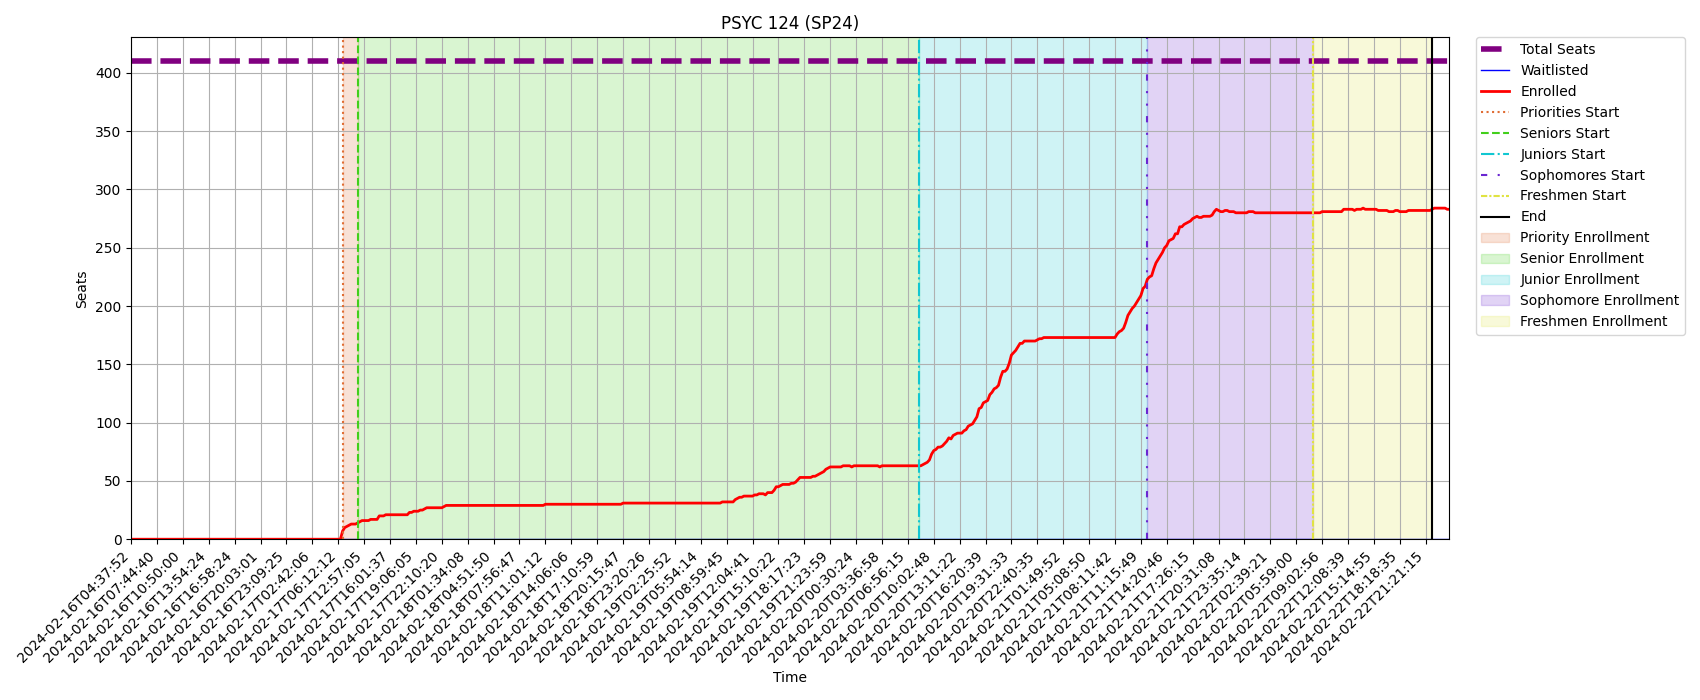 PSYC 124 (SP24)
Seats
400
350
300
250
200
150
100
50
0
2024-02-16T04:37:52
2024-02-16T07:44:40
2024-02-16T10:50:00
2024-02-16T13:54:24
2024-02-16T16:58:24
2024-02-16T20:03:01
2024-02-16T23:09:25
2024-02-17T02:42:06
2024-02-17T06:12:12
2024-02-17T12:57:05
2024-02-17T16:01:37
2024-02-17T19:06:05
2024-02-17T22:10:20
2024-02-18T01:34:08
2024-02-18T04:51:50
2024-02-18T07:56:47
2024-02-18T11:01:12
2024-02-18T14:06:06
2024-02-18T17:10:59
2024-02-18T20:15:47
2024-02-18T23:20:26
2024-02-19T02:25:52
2024-02-19T05:54:14
2024-02-19T08:59:45
2024-02-19T12:04:41
2024-02-19T15:10:22
2024-02-19T18:17:23
2024-02-19T21:23:59
2024-02-20T00:30:24
2024-02-20T03:36:58
2024-02-20T06:56:15
2024-02-20T10:02:48
2024-02-20T13:11:22
2024-02-20T16:20:39
2024-02-20T19:31:33
2024-02-20T22:40:35
2024-02-21T01:49:52
2024-02-21T05:08:50
2024-02-21T08:11:42
2024-02-21T11:15:49
2024-02-21T14:20:46
2024-02-21T17:26:15
2024-02-21T20:31:08
2024-02-21T23:35:14
2024-02-22T02:39:21
2024-02-22T05:59:00
2024-02-22T09:02:56
2024-02-22T12:08:39
2024-02-22T15:14:55
2024-02-22T18:18:35
2024-02-22T21:21:15
Time
Total Seats
Waitlisted
Enrolled
Priorities Start
Seniors Start
Juniors Start
Sophomores Start
Freshmen Start
End
Priority Enrollment
Senior Enrollment
Junior Enrollment
Sophomore Enrollment
Freshmen Enrollment